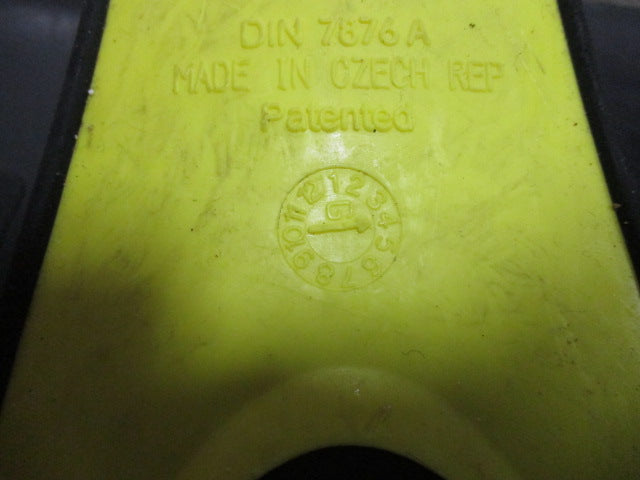 DIN 7876 A
MADE IN CZECH REP
Patented
1 2 3 4 5 6 7 8 9 10 11 12